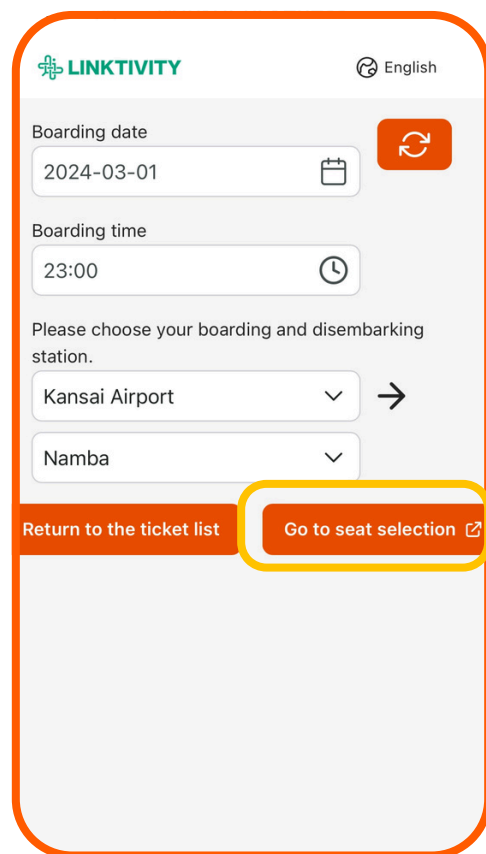 LINKTIVITY
English
Boarding date
2024-03-01
Boarding time
23:00
Please choose your boarding and disembarking
station.
Kansai Airport
Namba
Return to the ticket list
Go to seat selection